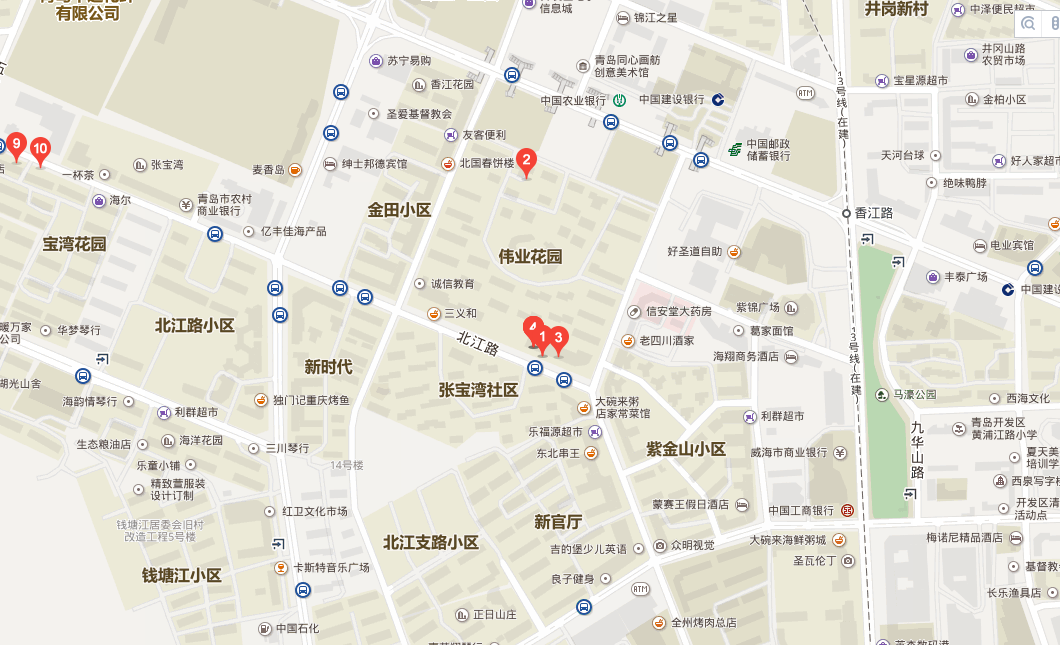 有限公司
信息城
锦江之星
井岗新村
中泽便民超市
苏宁易购
青岛同心画舫
创意美术馆
井冈山路
农贸市场
香江花园
宝星源超市
中国农业银行
中国建设银行
ATM
金柏小区
圣爱基督教会
3号线(在建)
友客便利
中国邮政
储蓄银行
9
10
张宝湾
麦香岛
绅士邦德宾馆
北国春饼楼
2
天河台球
好人家超市
一杯茶
绝味鸭脖
海尔
青岛市农村
商业银行
金田小区
香江路
亿丰佳海产品
宝湾花园
伟业花园
好圣道自助
电业宾馆
丰泰广场
诚信教育
中国建设
暖万家
公司
华梦琴行
北江路小区
三义和
信安堂大药房
紫锦广场
4
1
3
北江路
老四川酒家
葛家面馆
3号线(在建)
海翔商务酒店
新时代
湖光山舍
张宝湾社区
马濠公园
西海文化
海韵情琴行
利群超市
独门记重庆烤鱼
大碗来粥
店家常菜馆
利群超市
九华山路
青岛开发区
黄浦江路小学
乐福源超市
生态粮油店
海洋花园
三川琴行
东北串王
紫金山小区
威海市商业银行
夏天美
培训学
乐童小铺
14号楼
精致萱服装
设计订制
西泉写字楼
蒙赛王假日酒店
中国工商银行
开发区清
活动点
红卫文化市场
钱塘江居委会旧村
改造工程5号楼
新官厅
北江支路小区
吉的堡少儿英语
众明视觉
大碗来海鲜粥城
梅诺尼精品酒店
圣瓦伦丁
卡斯特音乐广场
钱塘江小区
良子健身
ATM
基督教会
长乐渔具店
正日山庄
中国石化
全州烤肉总店